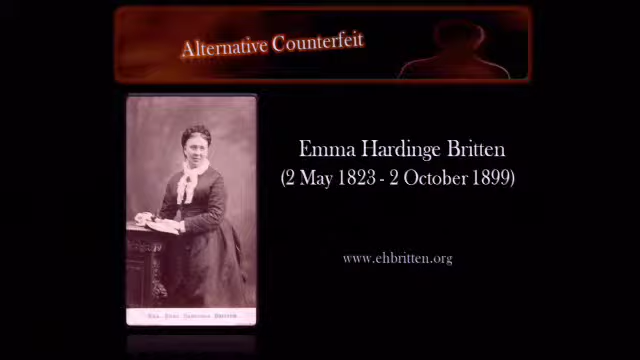 Alternative Counterfeit
Emma Hardinge Britten
(2 May 1823 - 2 October 1899)
www.ehbritten.org